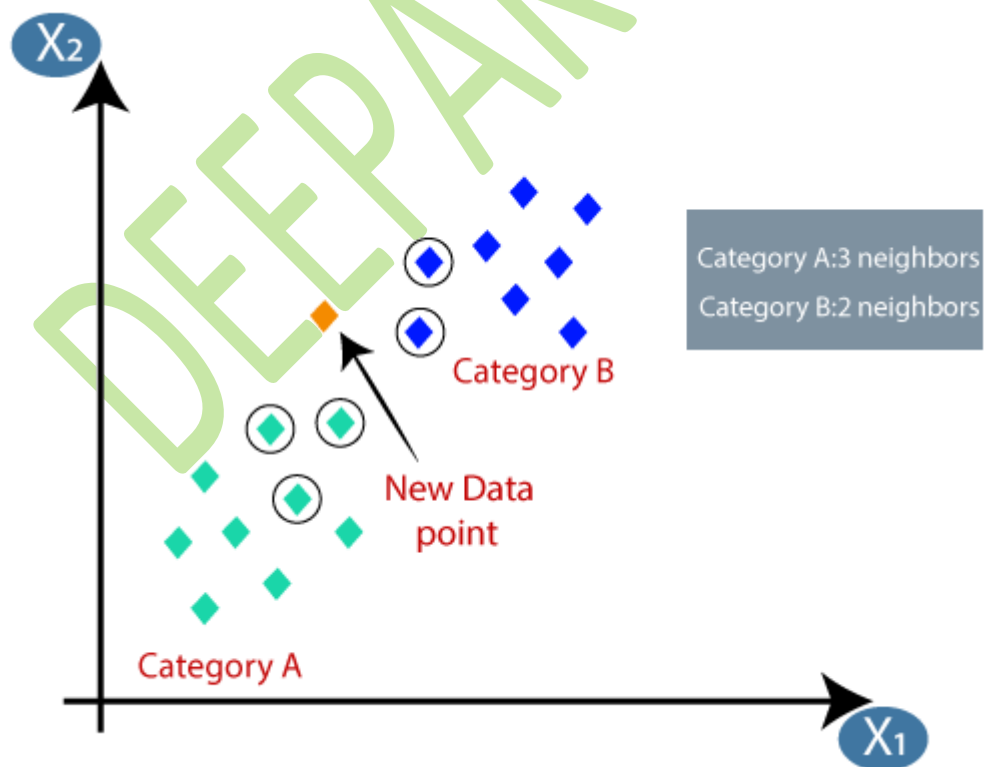 X2
DEEPAK
Category A:3 neighbors
Category B:2 neighbors
Category B
New Data
point
Category A
X1